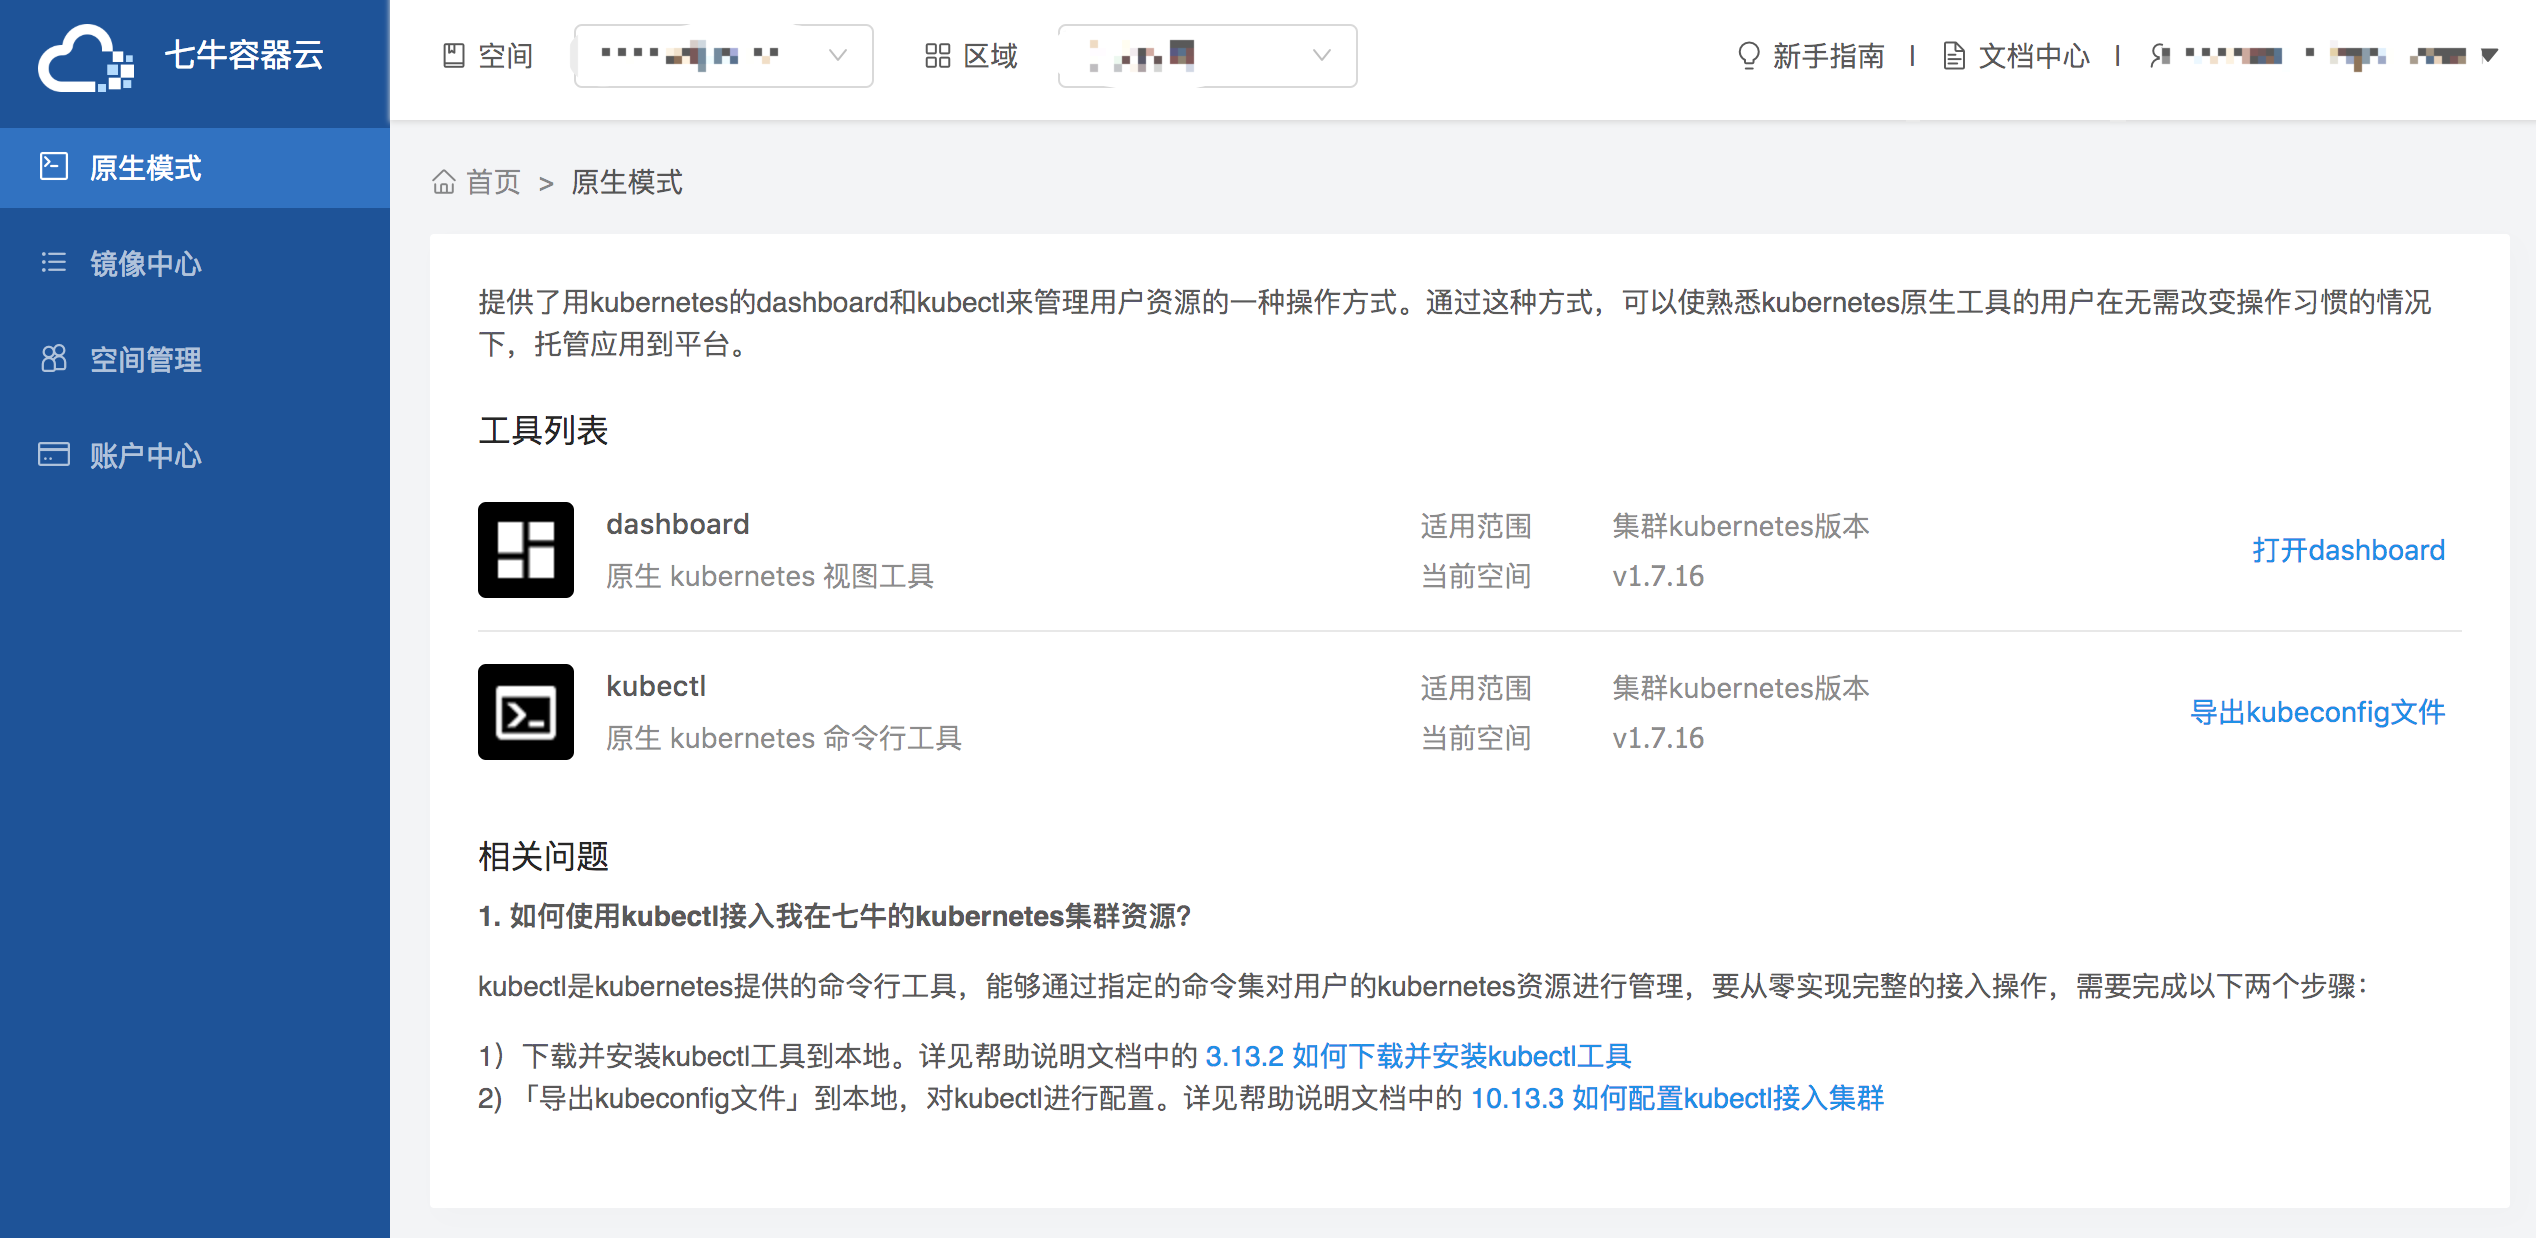 七牛容器云
空间
区域
新手指南
文档中心
原生模式
镜像中心
空间管理
账户中心
首页 > 原生模式
提供了用kubernetes的dashboard和kubectl来管理用户资源的一种操作方式。通过这种方式，可以使熟悉kubernetes原生工具的用户在无需改变操作习惯的情况
下，托管应用到平台。
工具列表
dashboard
原生 kubernetes 视图工具
适用范围 集群kubernetes版本
当前空间 v1.7.16
打开dashboard
kubectl
原生 kubernetes 命令行工具
适用范围 集群kubernetes版本
当前空间 v1.7.16
导出kubeconfig文件
相关问题
1. 如何使用kubectl接入我在七牛的kubernetes集群资源?
kubectl是kubernetes提供的命令行工具，能够通过指定的命令集对用户的kubernetes资源进行管理，要从零实现完整的接入操作，需要完成以下两个步骤：
1）下载并安装kubectl工具到本地。详见帮助说明文档中的 3.13.2 如何下载并安装kubectl工具
2) 「导出kubeconfig文件」到本地，对kubectl进行配置。详见帮助说明文档中的 10.13.3 如何配置kubectl接入集群